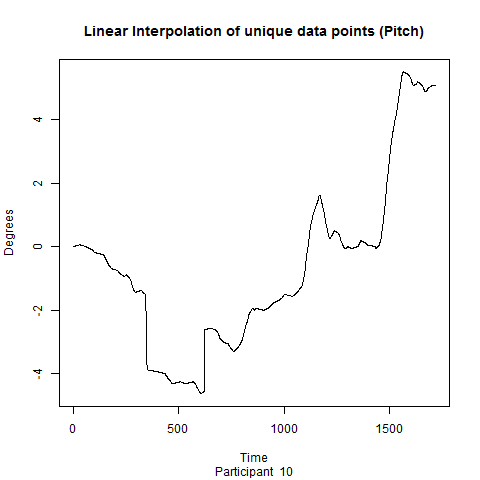 Linear Interpolation of unique data points (Pitch)
Degrees
4
2
0
-2
-4
0 500 1000 1500
Time
Participant 10